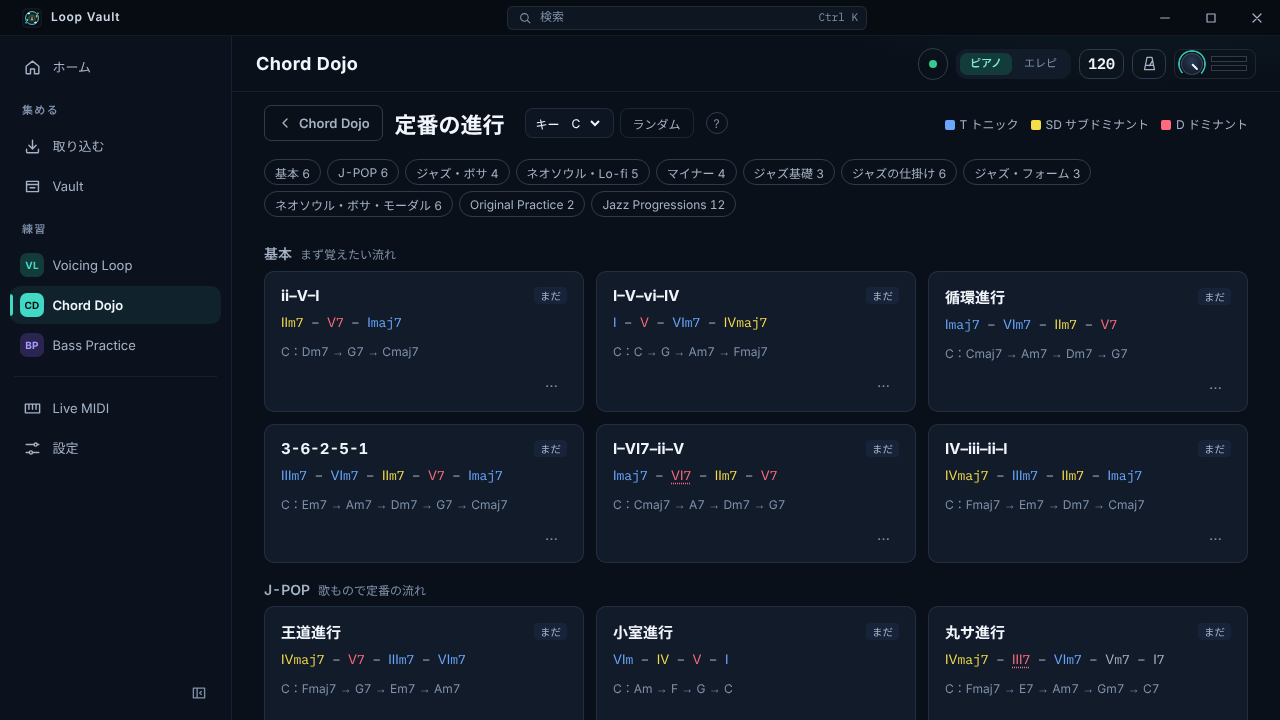 Loop Vault
検索
Ctrl K
ホーム
集める
取り込む
Vault
練習
VL Voicing Loop
CD Chord Dojo
BP Bass Practice
Live MIDI
設定
Chord Dojo
ピアノ エレピ 120
Chord Dojo 定番の進行 キー C ランダム ?
T トニック SD サブドミナント D ドミナント
基本 6 J-POP 6 ジャズ・ボサ 4 ネオソウル・Lo-fi 5 マイナー 4 ジャズ基礎 3 ジャズの仕掛け 6 ジャズ・フォーム 3
ネオソウル・ボサ・モーダル 6 Original Practice 2 Jazz Progressions 12
基本 まず覚えたい流れ
ii–V–I まだ
IIm7 – V7 – Imaj7
C：Dm7 → G7 → Cmaj7
...
I–V–vi–IV まだ
I – V – VIm7 – IVmaj7
C：C → G → Am7 → Fmaj7
...
循環進行 まだ
Imaj7 – VIm7 – IIm7 – V7
C：Cmaj7 → Am7 → Dm7 → G7
...
3-6-2-5-1 まだ
IIIm7 – VIm7 – IIm7 – V7 – Imaj7
C：Em7 → Am7 → Dm7 → G7 → Cmaj7
...
I–VI7–ii–V まだ
Imaj7 – VI7 – IIm7 – V7
C：Cmaj7 → A7 → Dm7 → G7
...
IV–iii–ii–I まだ
IVmaj7 – IIIm7 – IIm7 – Imaj7
C：Fmaj7 → Em7 → Dm7 → Cmaj7
...
J-POP 歌もので定番の流れ
王道進行 まだ
IVmaj7 – V7 – IIIm7 – VIm7
C：Fmaj7 → G7 → Em7 → Am7
小室進行 まだ
VIm – IV – V – I
C：Am → F → G → C
丸サ進行 まだ
IVmaj7 – III7 – VIm7 – Vm7 – I7
C：Fmaj7 → E7 → Am7 → Gm7 → C7